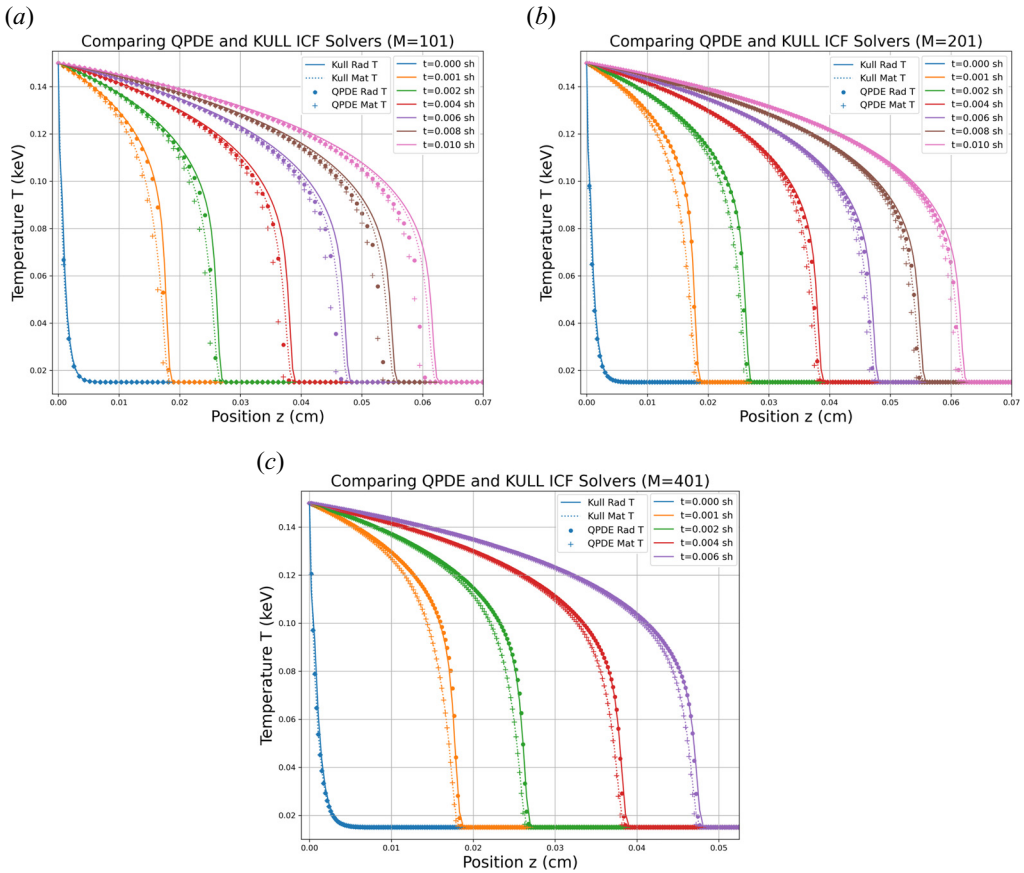 (a)
Comparing QPDE and KULL ICF Solvers (M=101)
Kull Rad T
Kull Mat T
QPDE Rad T
QPDE Mat T
t=0.000 sh
t=0.001 sh
t=0.002 sh
t=0.004 sh
t=0.006 sh
t=0.008 sh
t=0.010 sh
Temperature T (keV)
0.14
0.12
0.10
0.08
0.06
0.04
0.02
0.00
0.01
0.02
0.03
0.04
0.05
0.06
0.07
Position z (cm)
(b)
Comparing QPDE and KULL ICF Solvers (M=201)
Kull Rad T
Kull Mat T
QPDE Rad T
QPDE Mat T
t=0.000 sh
t=0.001 sh
t=0.002 sh
t=0.004 sh
t=0.006 sh
t=0.008 sh
t=0.010 sh
Temperature T (keV)
0.14
0.12
0.10
0.08
0.06
0.04
0.02
0.00
0.01
0.02
0.03
0.04
0.05
0.06
0.07
Position z (cm)
(c)
Comparing QPDE and KULL ICF Solvers (M=401)
Kull Rad T
Kull Mat T
QPDE Rad T
QPDE Mat T
t=0.000 sh
t=0.001 sh
t=0.002 sh
t=0.004 sh
t=0.006 sh
Temperature T (keV)
0.14
0.12
0.10
0.08
0.06
0.04
0.02
0.00
0.01
0.02
0.03
0.04
0.05
Position z (cm)